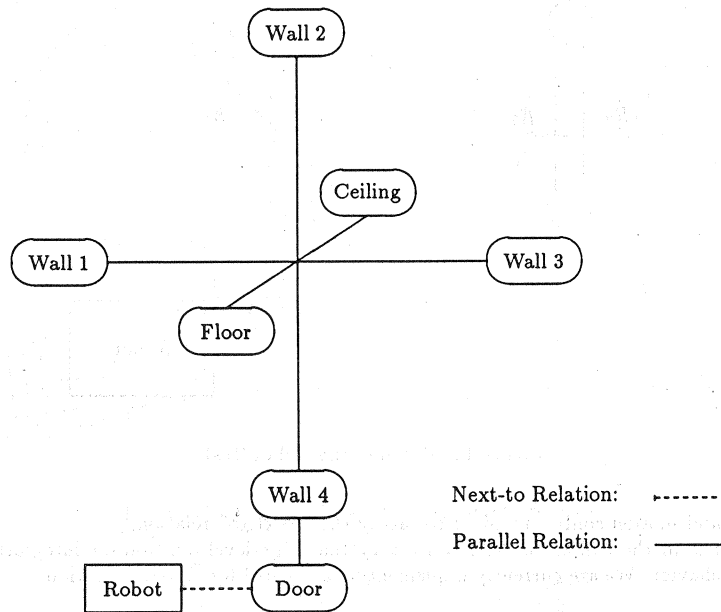 Wall 2
Ceiling
Wall 1
Wall 3
Floor
Wall 4
Next-to Relation:
Parallel Relation:
Robot
Door